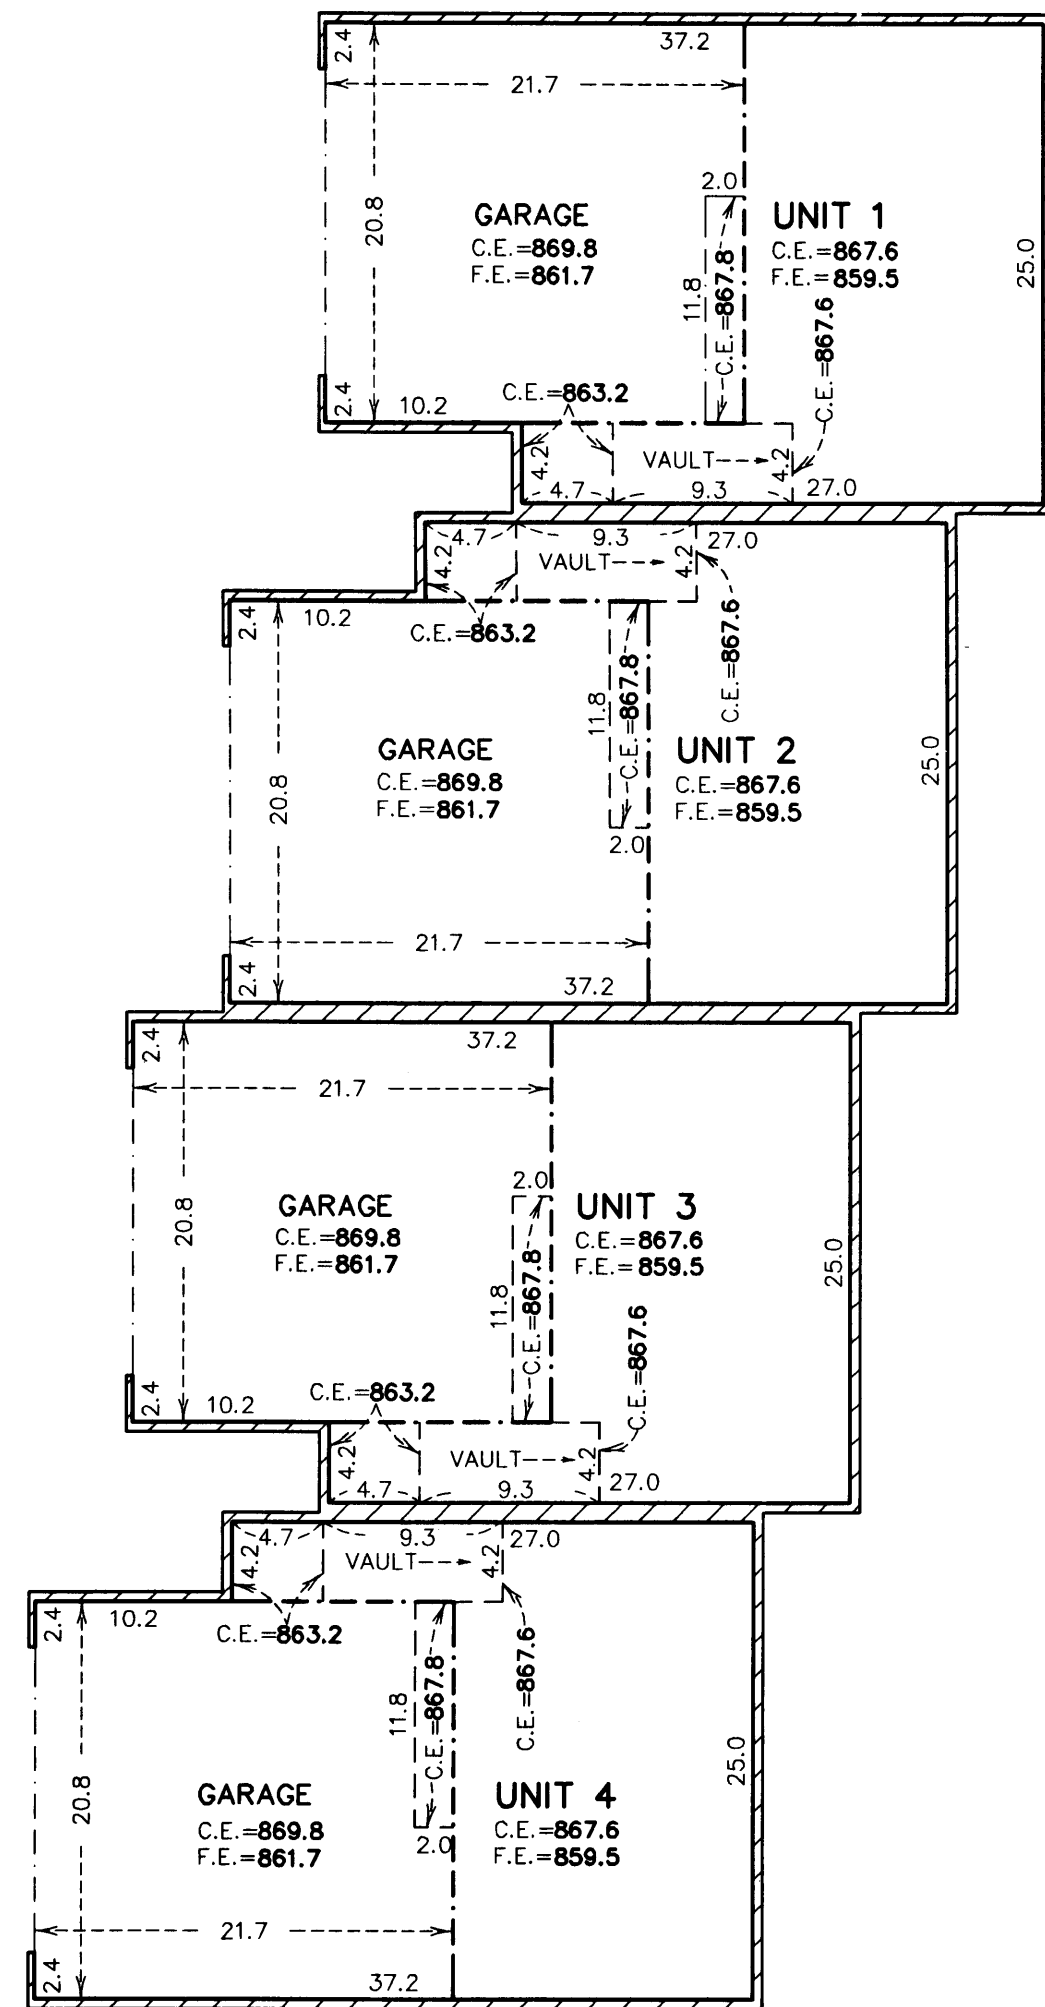 2.4
37.2
21.7
20.8
2.0
GARAGE
C.E.=869.8
F.E.=861.7
UNIT 1
C.E.=867.6
F.E.=859.5
11.8
C.E.=867.8
25.0
C.E.=867.6
2.4
10.2
C.E.=863.2
4.2
VAULT
4.2
4.7
9.3
27.0
4.7
9.3
27.0
4.2
VAULT
4.2
2.4
10.2
C.E.=863.2
C.E.=867.6
11.8
C.E.=867.8
GARAGE
C.E.=869.8
F.E.=861.7
UNIT 2
C.E.=867.6
F.E.=859.5
20.8
25.0
2.0
21.7
2.4
37.2
2.4
37.2
21.7
20.8
2.0
GARAGE
C.E.=869.8
F.E.=861.7
UNIT 3
C.E.=867.6
F.E.=859.5
11.8
C.E.=867.8
25.0
C.E.=867.6
2.4
10.2
C.E.=863.2
4.2
VAULT
4.2
4.7
9.3
27.0
4.7
9.3
27.0
4.2
VAULT
4.2
2.4
10.2
C.E.=863.2
C.E.=867.6
11.8
C.E.=867.8
GARAGE
C.E.=869.8
F.E.=861.7
UNIT 4
C.E.=867.6
F.E.=859.5
20.8
25.0
2.0
21.7
2.4
37.2